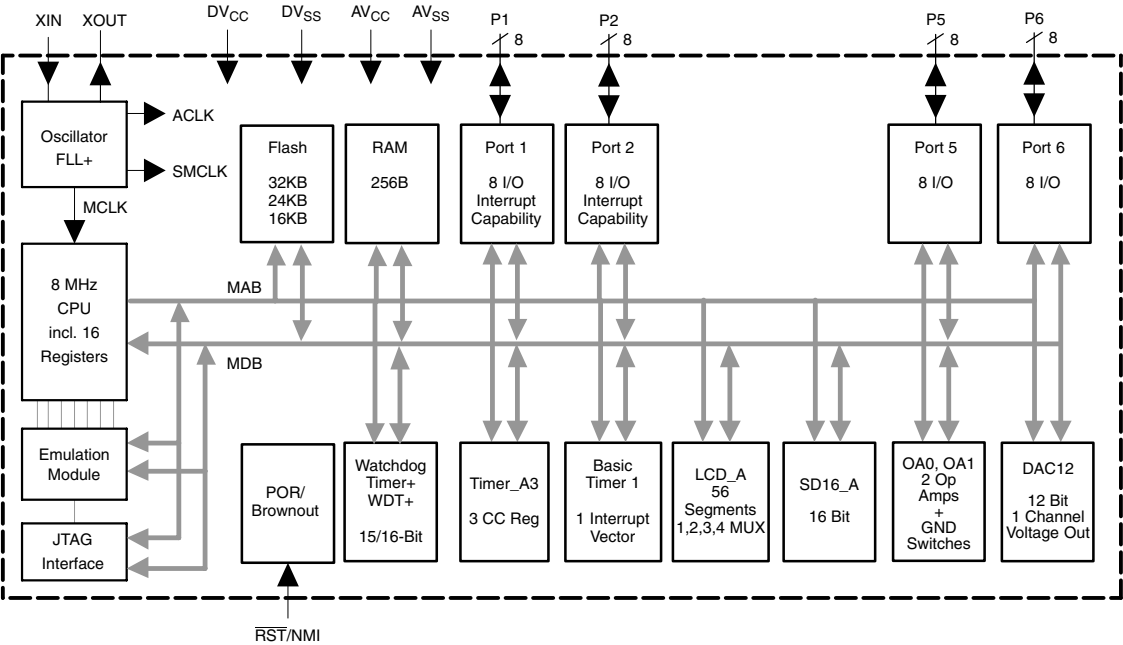 XIN
XOUT
DVCC
DVSS
AVCC
AVSS
P1
8
P2
8
P5
8
P6
8
Oscillator
FLL+
ACLK
SMCLK
MCLK
Flash
32KB
24KB
16KB
RAM
256B
Port 1
8 I/O
Interrupt
Capability
Port 2
8 I/O
Interrupt
Capability
Port 5
8 I/O
Port 6
8 I/O
8 MHz
CPU
incl. 16
Registers
MAB
MDB
Emulation
Module
JTAG
Interface
POR/
Brownout
Watchdog
Timer+
WDT+
15/16-Bit
Timer_A3
3 CC Reg
Basic
Timer 1
1 Interrupt
Vector
LCD_A
56
Segments
1,2,3,4 MUX
SD16_A
16 Bit
OA0, OA1
2 Op
Amps
+
GND
Switches
DAC12
12 Bit
1 Channel
Voltage Out
RST/NMI